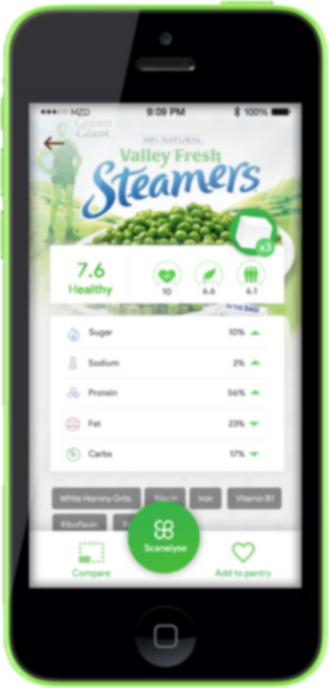 MZD 9:09 PM 100%
Green
Giant.
100% NATURAL
Valley Fresh
Steamers
x3
7.6
Healthy
10 6.6 6.1
IN THE BAG!
Sugar 10%
Sodium 2%
Protein 56%
Fat 23%
Carbs 17%
White Hominy Grits Niacin Iron Vitamin B1
Riboflavin
Scanalyse
Compare Add to pantry